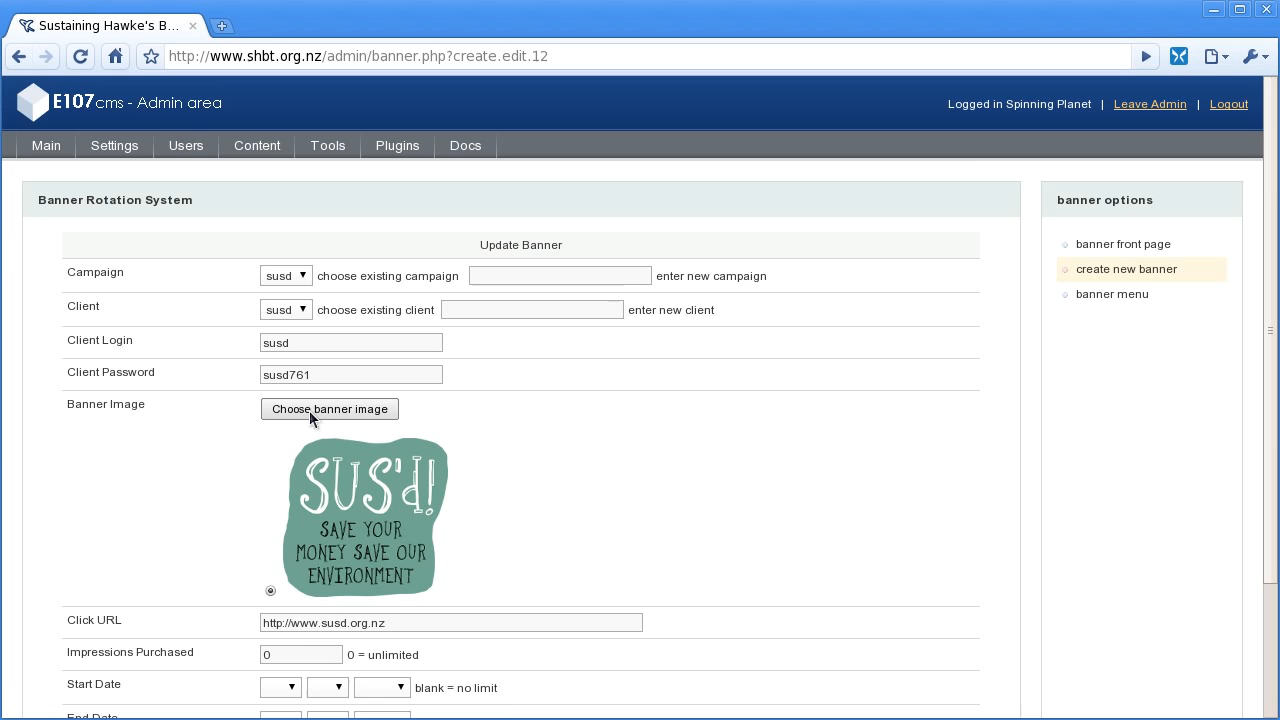 Sustaining Hawke's B...
http://www.shbt.org.nz/admin/banner.php?create.edit.12
E107cms - Admin area
Logged in Spinning Planet | Leave Admin | Logout
Main Settings Users Content Tools Plugins Docs
Banner Rotation System
Update Banner
Campaign susd choose existing campaign enter new campaign
Client susd choose existing client enter new client
Client Login susd
Client Password susd761
Banner Image Choose banner image
SUS'd!
SAVE YOUR
MONEY SAVE OUR
ENVIRONMENT
Click URL http://www.susd.org.nz
Impressions Purchased 0 0 = unlimited
Start Date blank = no limit
End Date
banner options
banner front page
create new banner
banner menu